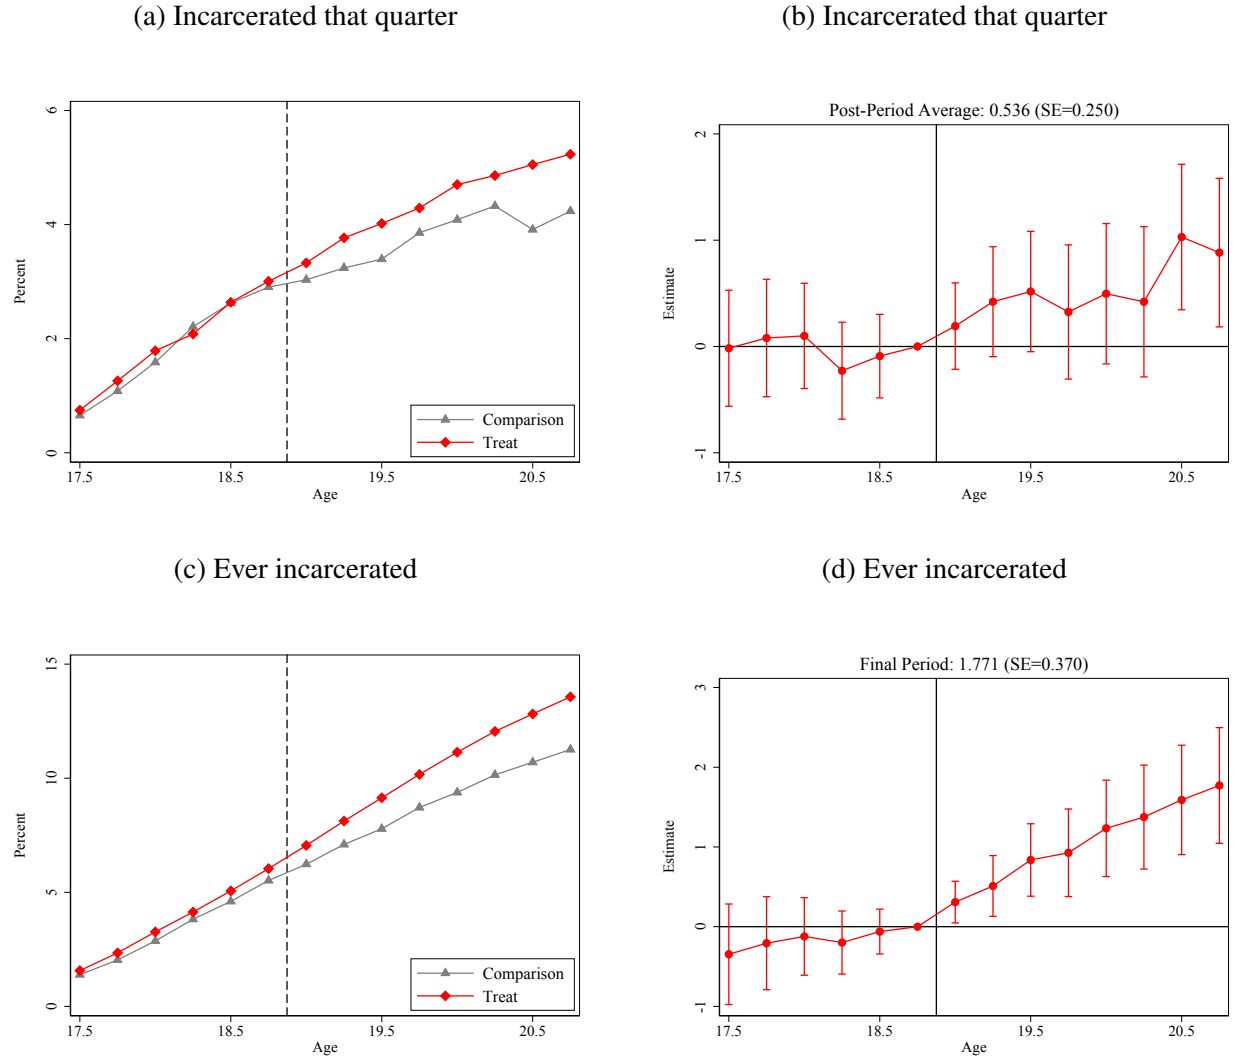 (a) Incarcerated that quarter
Percent
6
4
2
0
17.5
18.5
19.5
20.5
Age
Comparison
Treat
(b) Incarcerated that quarter
Post-Period Average: 0.536 (SE=0.250)
Estimate
2
1
0
-1
17.5
18.5
19.5
20.5
Age
(c) Ever incarcerated
Percent
15
10
5
0
17.5
18.5
19.5
20.5
Age
Comparison
Treat
(d) Ever incarcerated
Final Period: 1.771 (SE=0.370)
Estimate
3
2
1
0
-1
17.5
18.5
19.5
20.5
Age